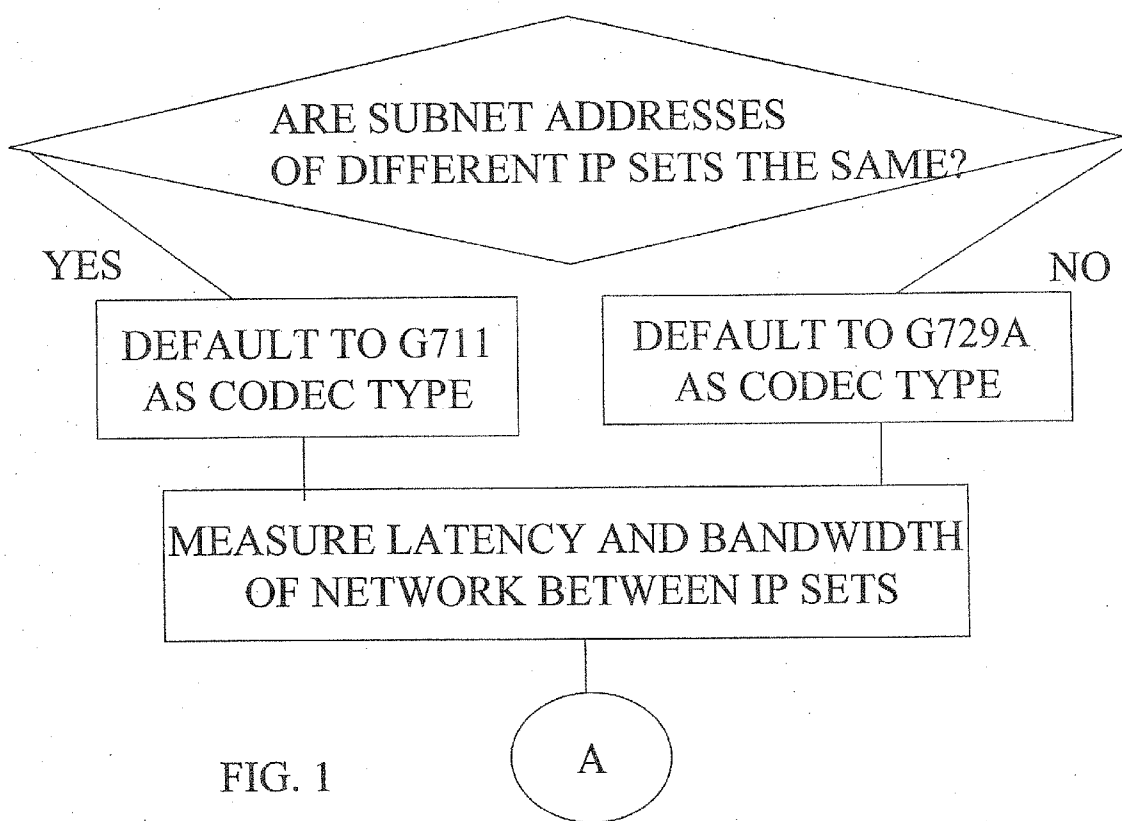 ARE SUBNET ADDRESSES
OF DIFFERENT IP SETS THE SAME?
YES
NO
DEFAULT TO G711
AS CODEC TYPE
DEFAULT TO G729A
AS CODEC TYPE
MEASURE LATENCY AND BANDWIDTH
OF NETWORK BETWEEN IP SETS
A
FIG. 1